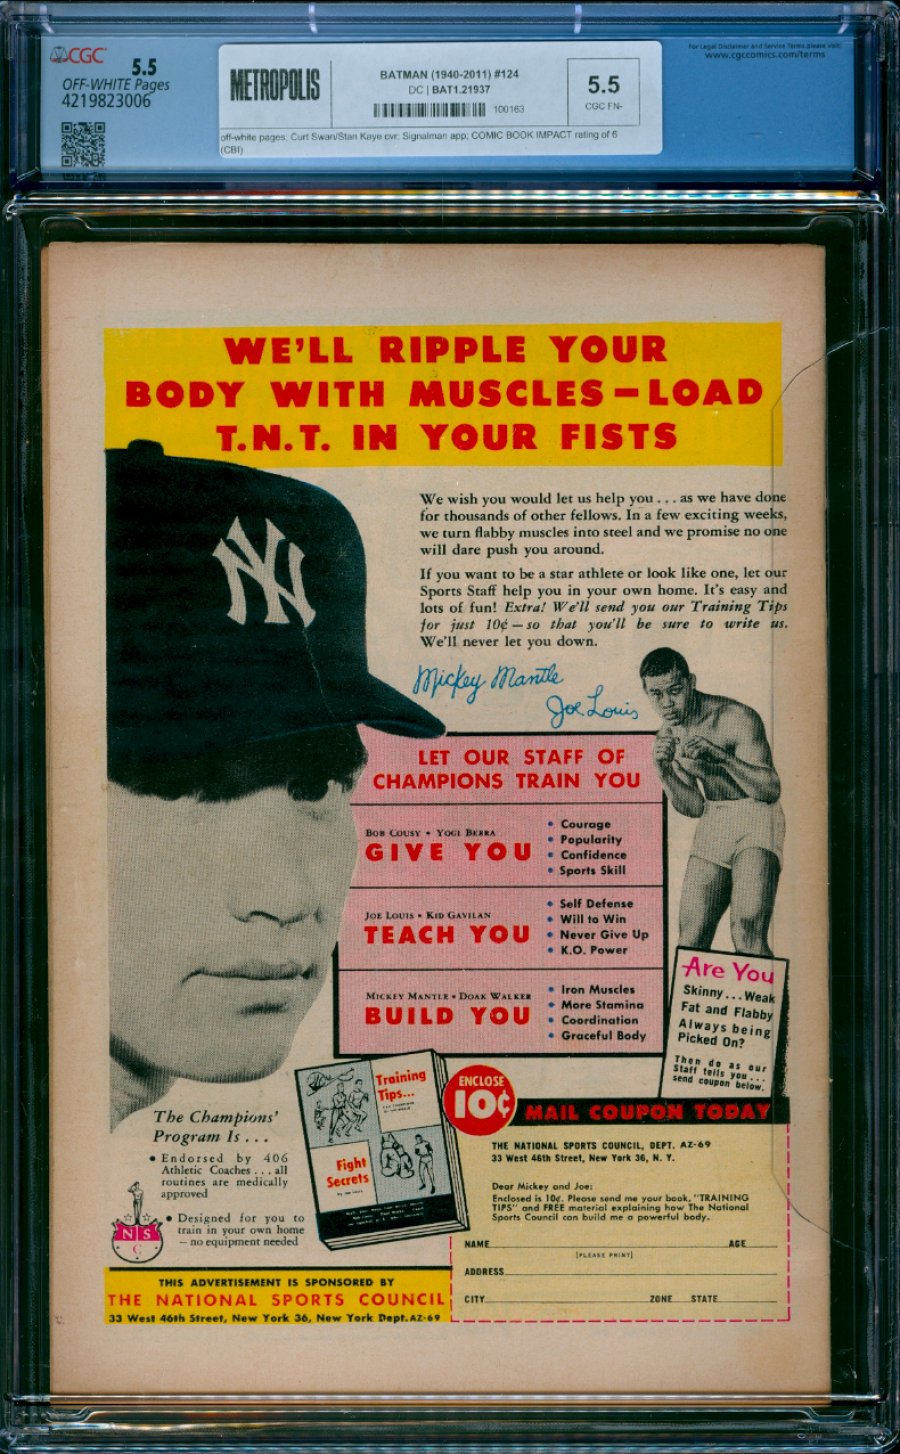 CGC
5.5
OFF-WHITE Pages
4219823006
METROPOLIS
BATMAN (1940-2011) #124
DC | BAT1.21937
100163
5.5
CGC FN-
off-white pages; Curt Swan/Stan Kaye cvr; Signalman app; COMIC BOOK IMPACT rating of 6
(CBI)
For Legal Disclaimer and Service Terms please visit:
www.cgccomics.com/terms
WE'LL RIPPLE YOUR
BODY WITH MUSCLES—LOAD
T.N.T. IN YOUR FISTS
We wish you would let us help you . . . as we have done
for thousands of other fellows. In a few exciting weeks,
we turn flabby muscles into steel and we promise no one
will dare push you around.
If you want to be a star athlete or look like one, let our
Sports Staff help you in your own home. It's easy and
lots of fun! Extra! We'll send you our Training Tips
for just 10¢ — so that you'll be sure to write us.
We'll never let you down.
Mickey Mantle
Joe Louis
NY
LET OUR STAFF OF
CHAMPIONS TRAIN YOU
BOB COUSY • YOGI BERRA
GIVE YOU
• Courage
• Popularity
• Confidence
• Sports Skill
JOE LOUIS • KID GAVILAN
TEACH YOU
• Self Defense
• Will to Win
• Never Give Up
• K.O. Power
MICKEY MANTLE • DOAK WALKER
BUILD YOU
• Iron Muscles
• More Stamina
• Coordination
• Graceful Body
Are You
Skinny . . . Weak
Fat and Flabby
Always being
Picked On?
Then do as our
Staff tells you . . .
send coupon below.
Training
Tips...
Fight
Secrets
The Champions'
Program Is . . .
• Endorsed by 406
Athletic Coaches . . . all
routines are medically
approved
• Designed for you to
train in your own home
— no equipment needed
N S
C
ENCLOSE
10¢
MAIL COUPON TODAY
THE NATIONAL SPORTS COUNCIL, DEPT. AZ-69
33 West 46th Street, New York 36, N. Y.
Dear Mickey and Joe:
Enclosed is 10¢. Please send me your book, "TRAINING
TIPS" and FREE material explaining how The National
Sports Council can build me a powerful body.
NAME AGE
(PLEASE PRINT)
ADDRESS
CITY ZONE STATE
THIS ADVERTISEMENT IS SPONSORED BY
THE NATIONAL SPORTS COUNCIL
33 West 46th Street, New York 36, New York Dept. AZ-69